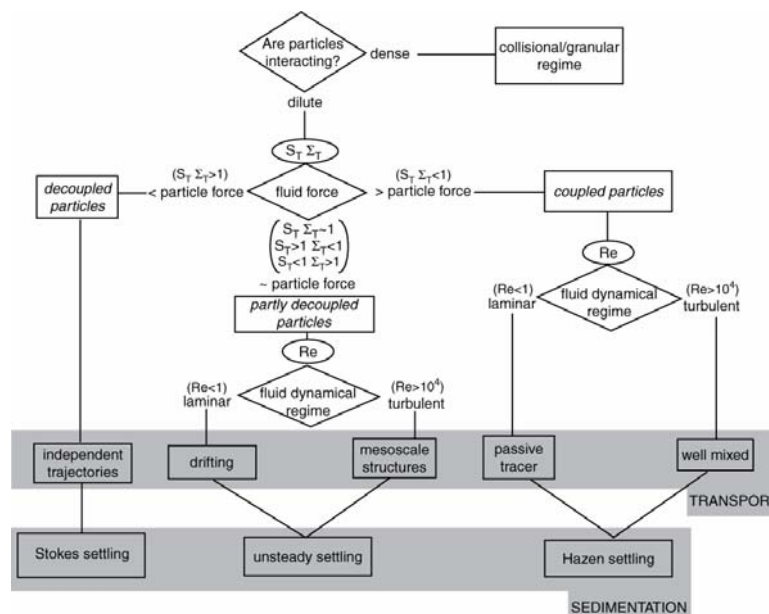 Are particles
interacting?
dense
collisional/granular
regime
dilute
S_T Σ_T
(S_T Σ_T>1)
< particle force
decoupled
particles
fluid force
(S_T Σ_T<1)
> particle force
coupled particles
S_T Σ_T~1
S_T>1 Σ_T<1
S_T<1 Σ_T>1
~ particle force
partly decoupled
particles
Re
(Re<1)
laminar
fluid dynamical
regime
(Re>10⁴)
turbulent
Re
(Re<1)
laminar
fluid dynamical
regime
(Re>10⁴)
turbulent
independent
trajectories
drifting
mesoscale
structures
passive
tracer
well mixed
TRANSPOR
Stokes settling
unsteady settling
Hazen settling
SEDIMENTATION